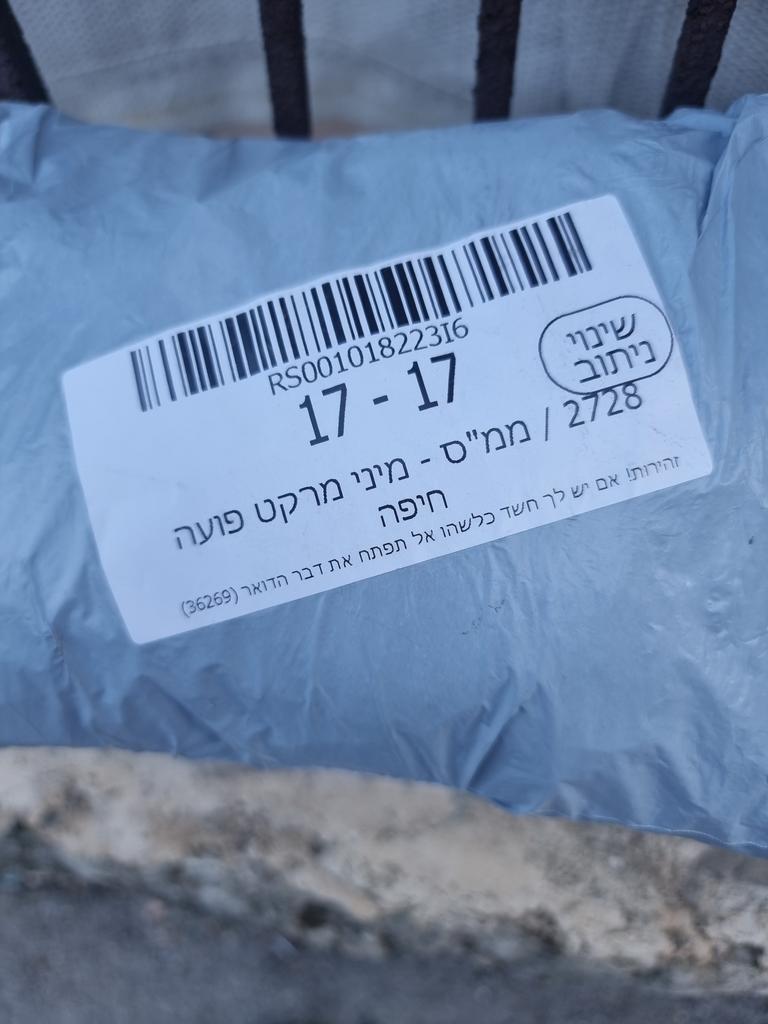 RS00101822316
17 - 17
שינוי
ניתוב
2728 / ממ"ס - מיני מרקט פועה
חיפה
זהירות! אם יש לך חשד כלשהו אל תפתח את דבר הדואר (36269)